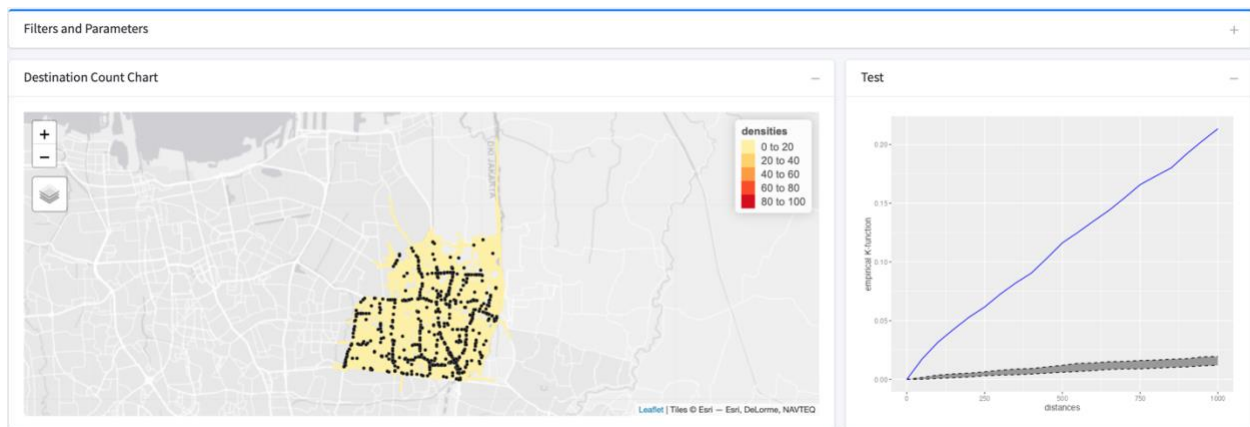 Filters and Parameters
+
Destination Count Chart
−
Test
−
+
−
densities
0 to 20
20 to 40
40 to 60
60 to 80
80 to 100
DKI JAKARTA
Leaflet | Tiles © Esri — Esri, DeLorme, NAVTEQ
empirical K-function
0.20
0.15
0.10
0.05
0.00
0
250
500
750
1000
distances